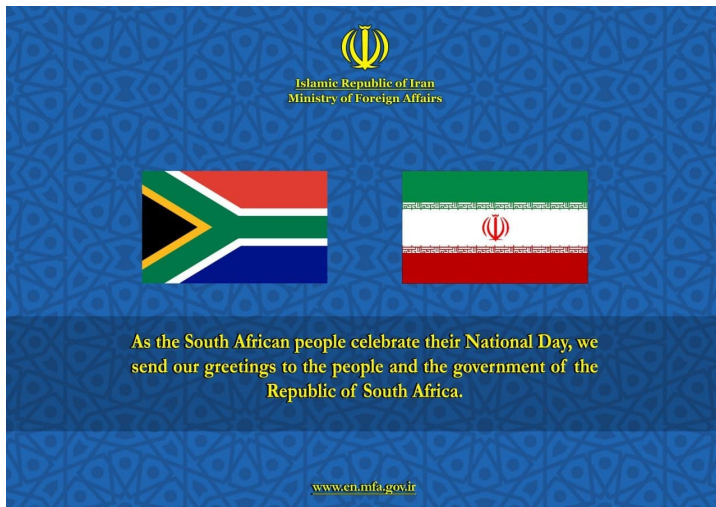 Islamic Republic of Iran
Ministry of Foreign Affairs
As the South African people celebrate their National Day, we
send our greetings to the people and the government of the
Republic of South Africa.
www.en.mfa.gov.ir